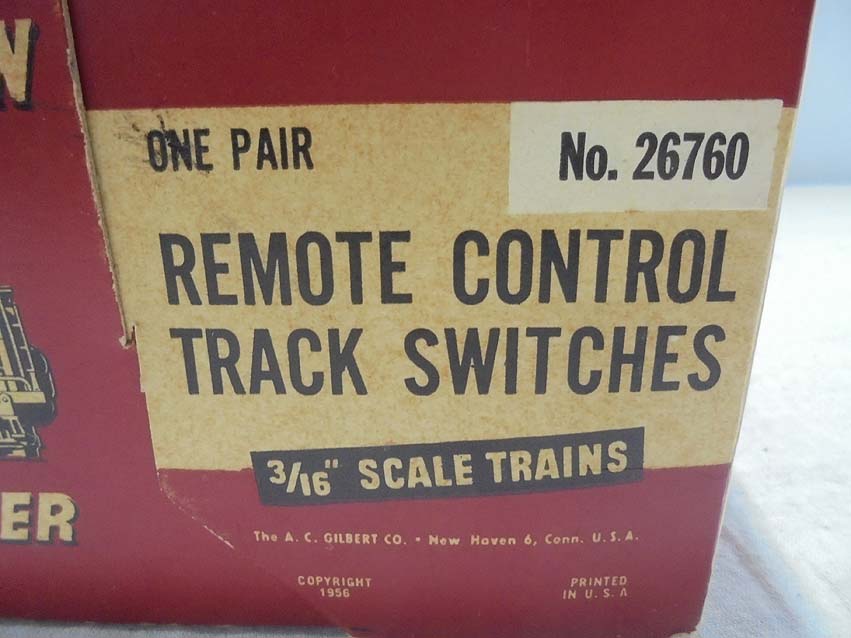 N
ONE PAIR
No. 26760
REMOTE CONTROL
TRACK SWITCHES
3/16" SCALE TRAINS
ER
The A. C. GILBERT CO. • New Haven 6, Conn. U. S. A.
COPYRIGHT
1956
PRINTED
IN U. S. A